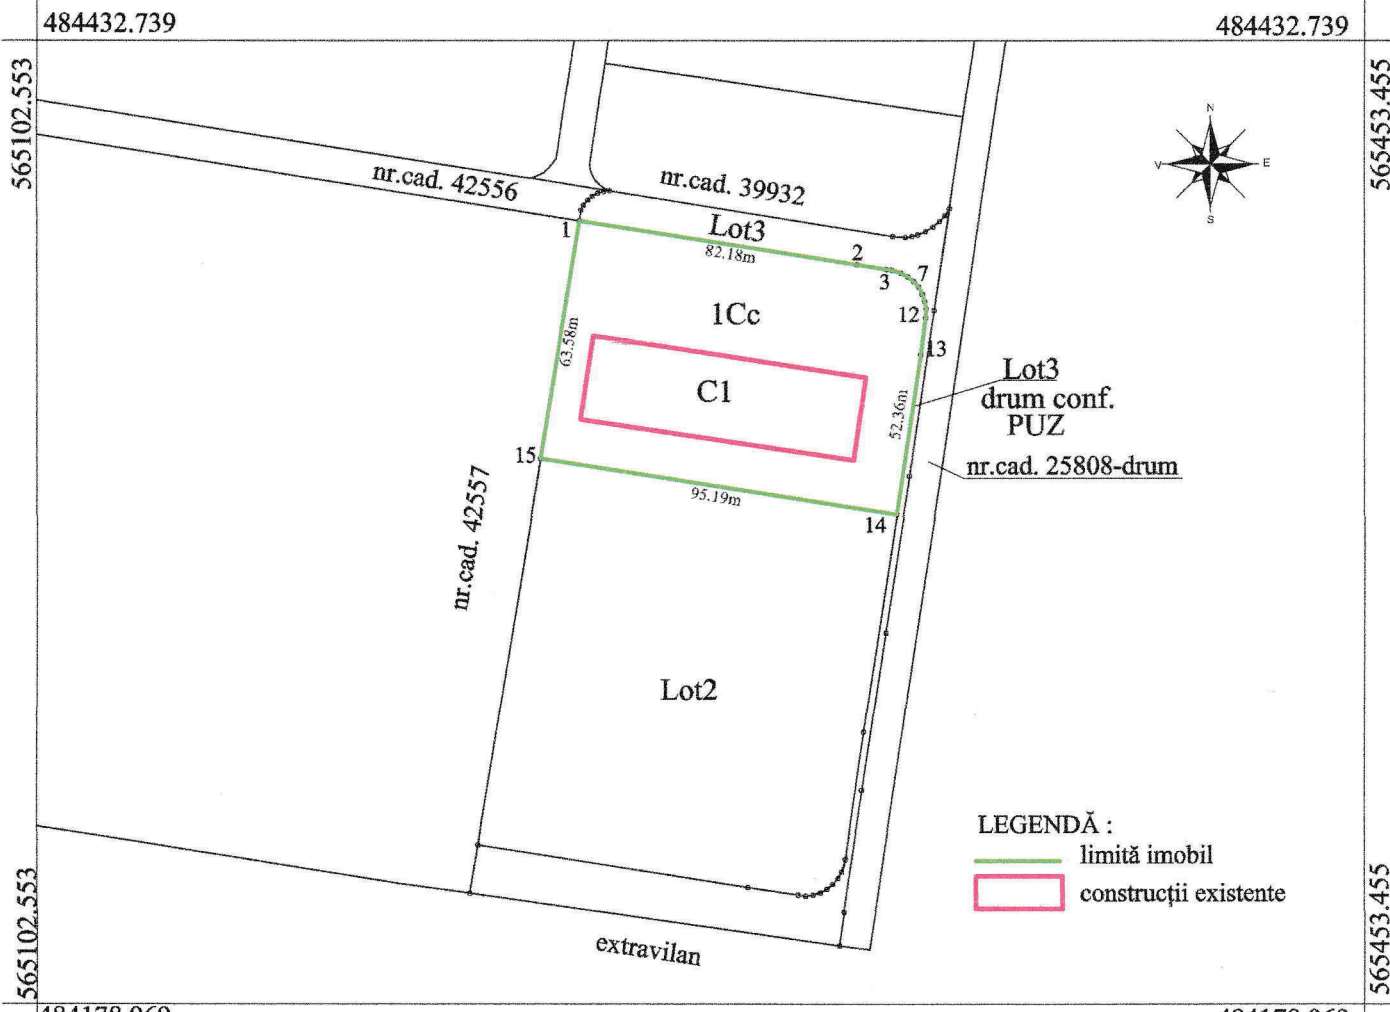 484432.739
484432.739
565102.553
565453.455
N
V
E
S
nr.cad. 42556
nr.cad. 39932
Lot3
82.18m
1
2
3
7
12
13
1Cc
63.58m
C1
52.36m
Lot3
drum conf.
PUZ
nr.cad. 25808-drum
15
95.19m
14
nr.cad. 42557
Lot2
LEGENDĂ :
limită imobil
construcții existente
extravilan
565102.553
565453.455